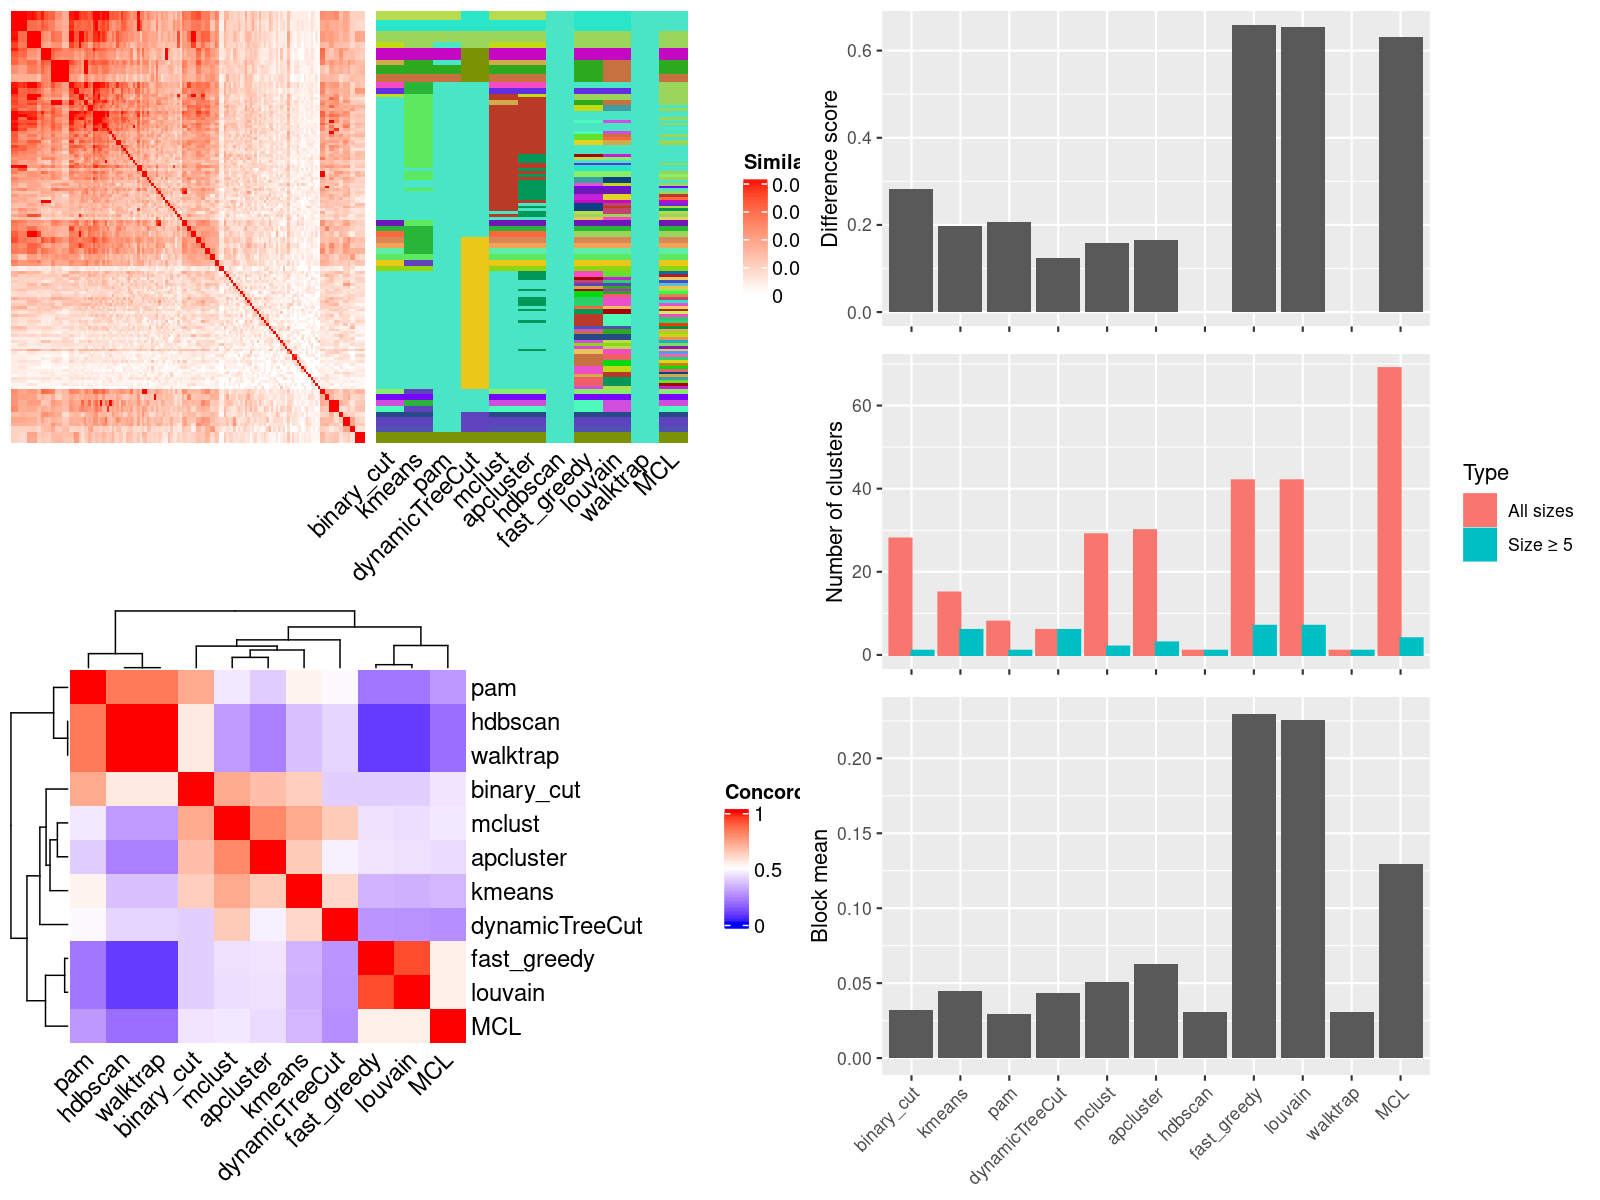 Simila
0.0
0.0
0.0
0.0
0
binary_cut
kmeans
pam
dynamicTreeCut
mclust
apcluster
hdbscan
fast_greedy
louvain
walktrap
MCL
pam
hdbscan
walktrap
binary_cut
mclust
apcluster
kmeans
dynamicTreeCut
fast_greedy
louvain
MCL
pam
hdbscan
walktrap
binary_cut
mclust
apcluster
kmeans
dynamicTreeCut
fast_greedy
louvain
MCL
Concord
1
0.5
0
Difference score
0.6
0.4
0.2
0.0
Number of clusters
60
40
20
0
Type
All sizes
Size ≥ 5
Block mean
0.20
0.15
0.10
0.05
0.00
binary_cut
kmeans
pam
dynamicTreeCut
mclust
apcluster
hdbscan
fast_greedy
louvain
walktrap
MCL